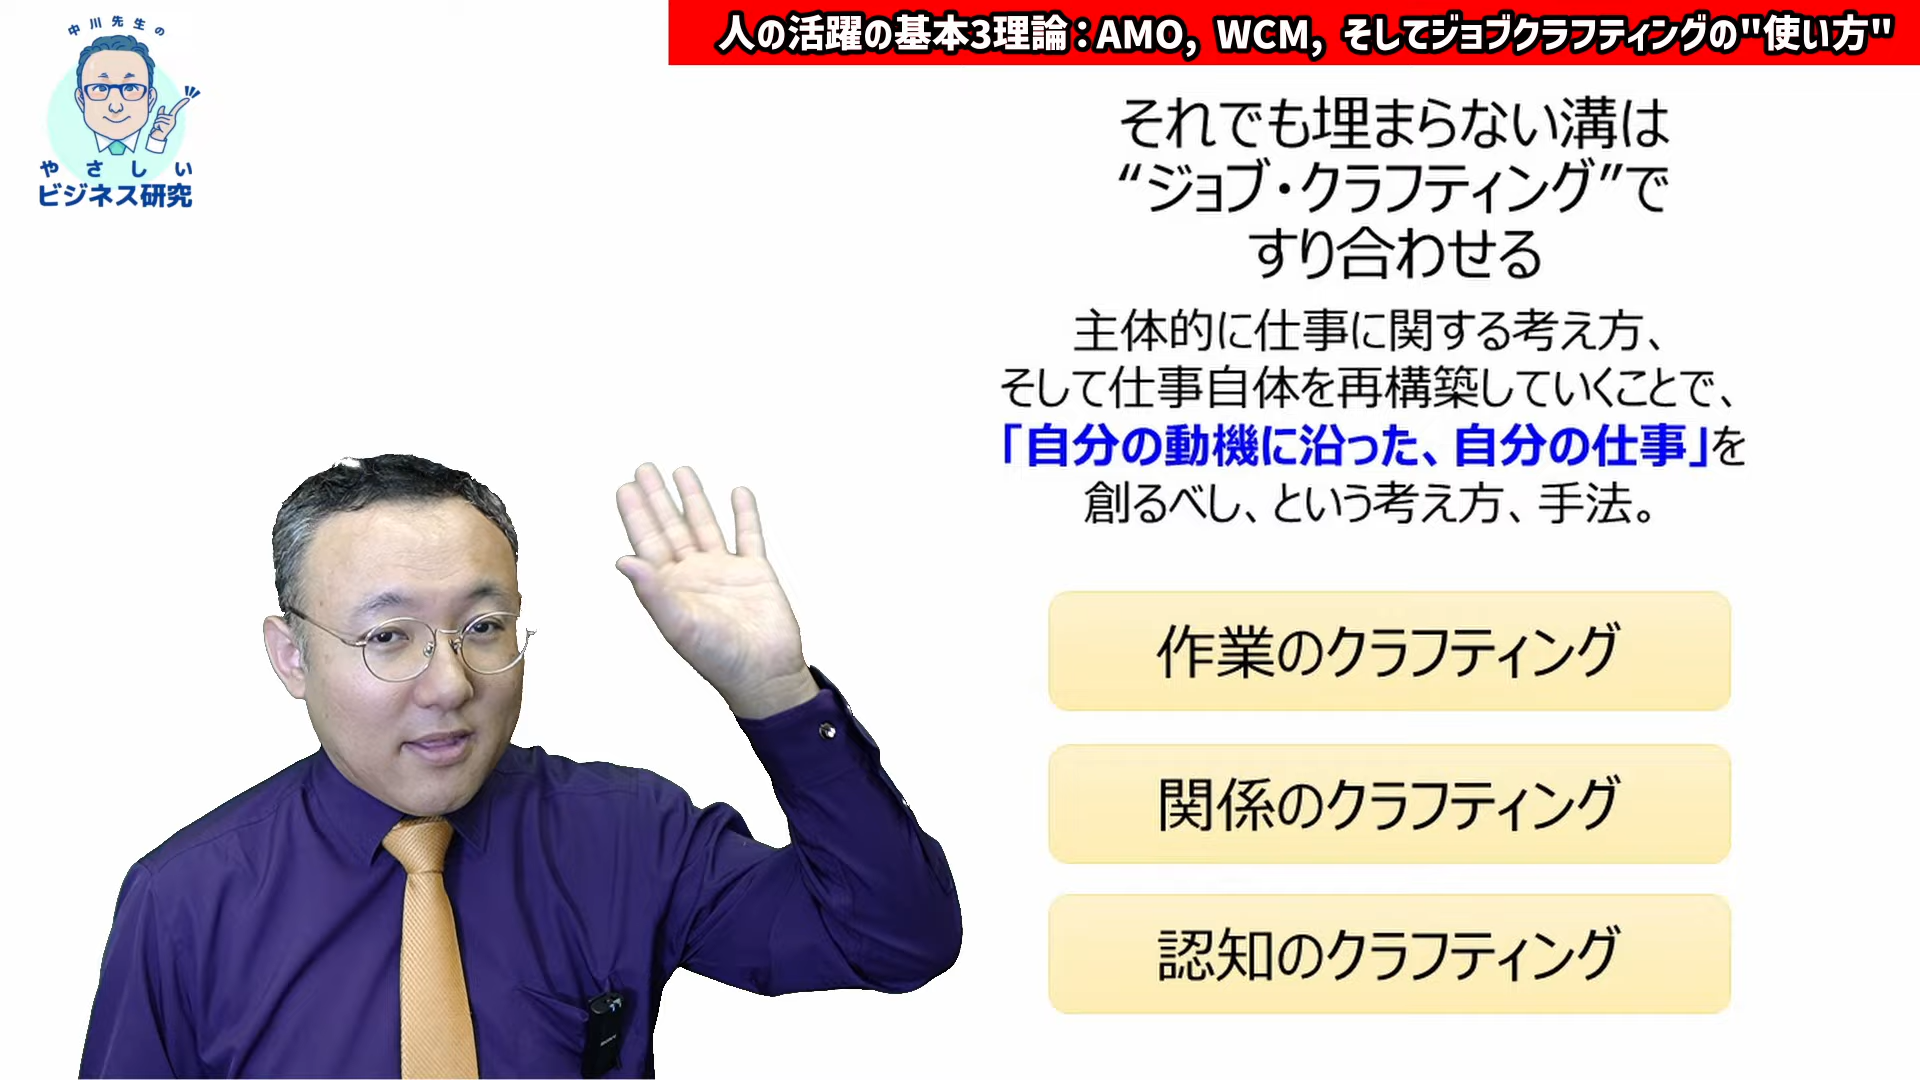 中川先生の
やさしい
ビジネス研究
人の活躍の基本3理論：AMO，WCM，そしてジョブクラフティングの"使い方"
それでも埋まらない溝は
“ジョブ・クラフティング”で
すり合わせる
主体的に仕事に関する考え方、
そして仕事自体を再構築していくことで、
「自分の動機に沿った、自分の仕事」を
創るべし、という考え方、手法。
作業のクラフティング
関係のクラフティング
認知のクラフティング